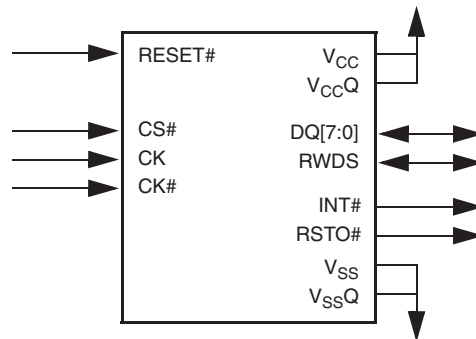 RESET#
CS#
CK
CK#
VCC
VCCQ
DQ[7:0]
RWDS
INT#
RSTO#
VSS
VSSQ